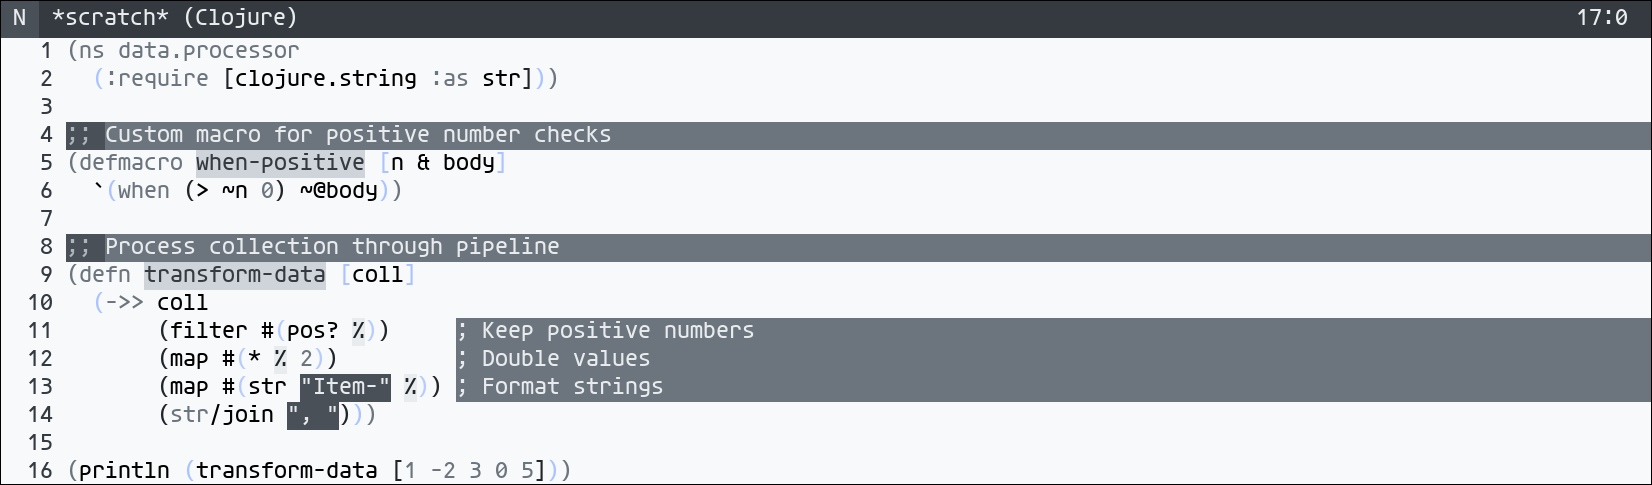 N *scratch* (Clojure) 17:0
1 (ns data.processor
2   (:require [clojure.string :as str]))
3
4 ;; Custom macro for positive number checks
5 (defmacro when-positive [n & body]
6   `(when (> ~n 0) ~@body))
7
8 ;; Process collection through pipeline
9 (defn transform-data [coll]
10   (->> coll
11        (filter #(pos? %))     ; Keep positive numbers
12        (map #(* % 2))         ; Double values
13        (map #(str "Item-" %)) ; Format strings
14        (str/join ", ")))
15
16 (println (transform-data [1 -2 3 0 5]))